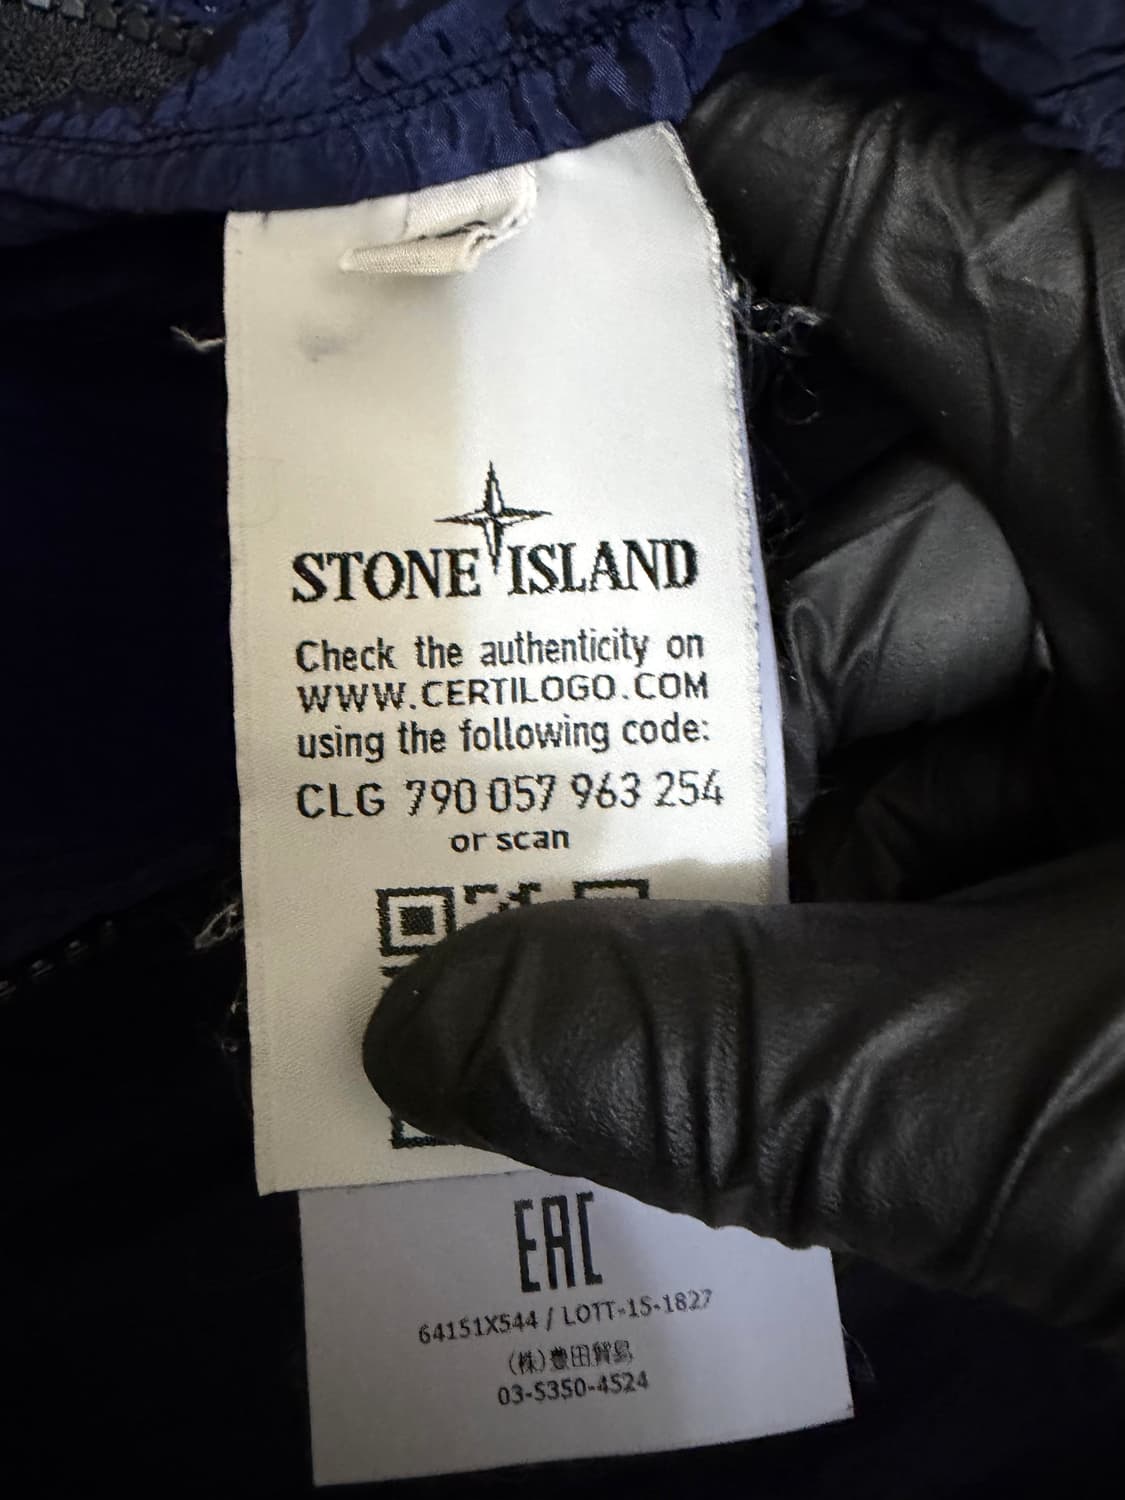 STONE ISLAND
Check the authenticity on
WWW.CERTILOGO.COM
using the following code:
CLG 790 057 963 254
or scan
EAC
64151X544 / LOTT-15-1827
(株)豊田貿易
03-5350-4524